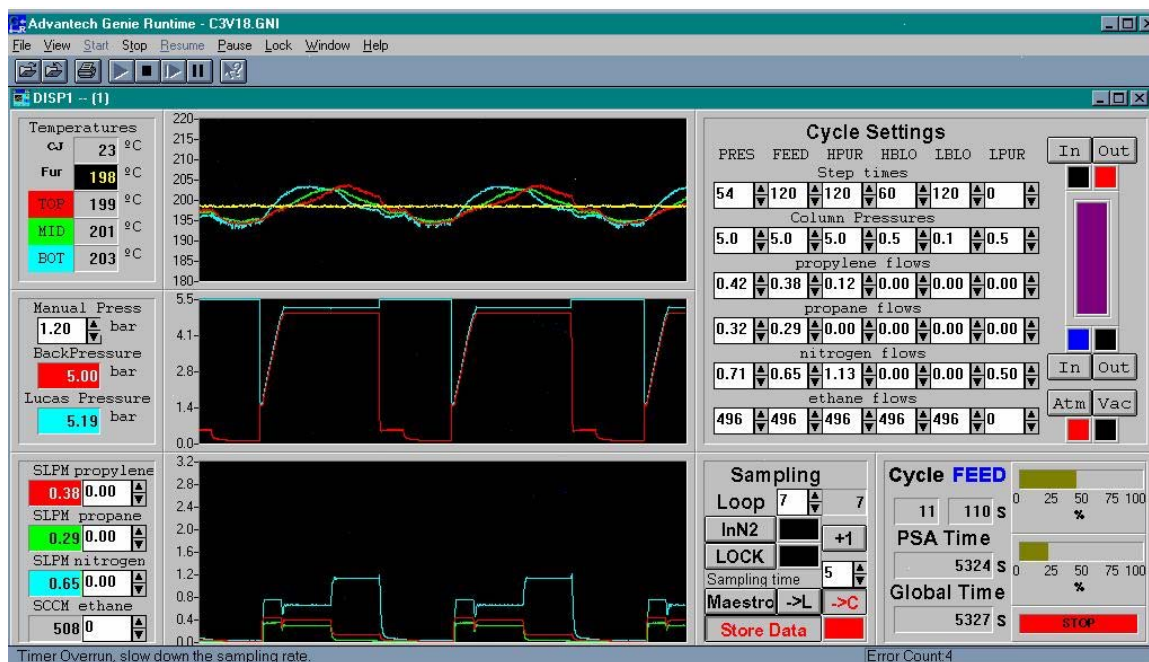 Advantech Genie Runtime - C3V18.GNI
File View Start Stop Resume Pause Lock Window Help
DISP1 -- (1)
Temperatures
CJ 23 ºC
Fur 198 ºC
TOP 199 ºC
MID 201 ºC
BOT 203 ºC
220-
215-
210-
205-
200-
195-
190-
185-
180-
Manual Press
1.20 bar
BackPressure
5.00 bar
Lucas Pressure
5.19 bar
5.5-
4.1-
2.8-
1.4-
0.0-
SLPM propylene
0.38 0.00
SLPM propane
0.29 0.00
SLPM nitrogen
0.65 0.00
SCCM ethane
508 0
3.2-
2.8-
2.4-
2.0-
1.6-
1.2-
0.8-
0.4-
0.0-
Cycle Settings
PRES FEED HPUR HBLO LBLO LPUR
Step times
54 120 120 60 120 0
Column Pressures
5.0 5.0 5.0 0.5 0.1 0.5
propylene flows
0.42 0.38 0.12 0.00 0.00 0.00
propane flows
0.32 0.29 0.00 0.00 0.00 0.00
nitrogen flows
0.71 0.65 1.13 0.00 0.00 0.50
ethane flows
496 496 496 496 496 0
In Out
In Out
Atm Vac
Sampling
Loop 7 7
InN2
+1
LOCK
Sampling time 5
Maestro ->L ->C
Store Data
Cycle FEED
11 110 S
PSA Time
5324 S
Global Time
5327 S
0 25 50 75 100
%
0 25 50 75 100
%
STOP
Timer Overrun, slow down the sampling rate.
Error Count:4